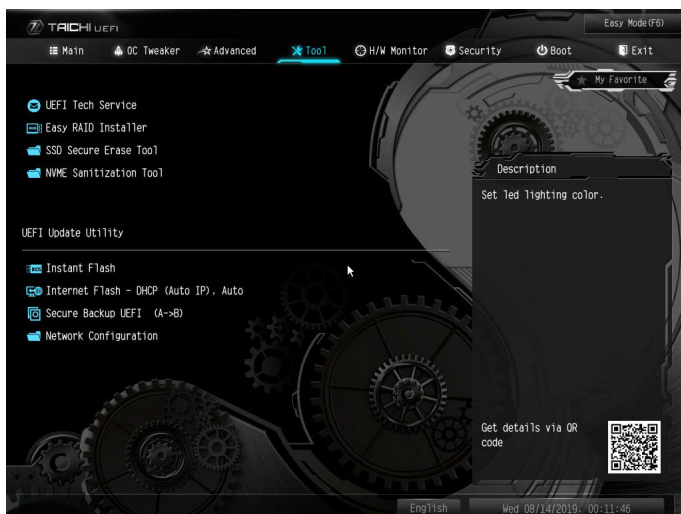 TAICHI UEFI
Easy Mode(F6)
Main
OC Tweaker
Advanced
Tool
H/W Monitor
Security
Boot
Exit
My Favorite
UEFI Tech Service
Easy RAID Installer
SSD Secure Erase Tool
NVME Sanitization Tool
UEFI Update Utility
Instant Flash
Internet Flash - DHCP (Auto IP). Auto
Secure Backup UEFI (A->B)
Network Configuration
Description
Set led lighting color.
Get details via QR
code
English
Wed 08/14/2019. 00:11:46